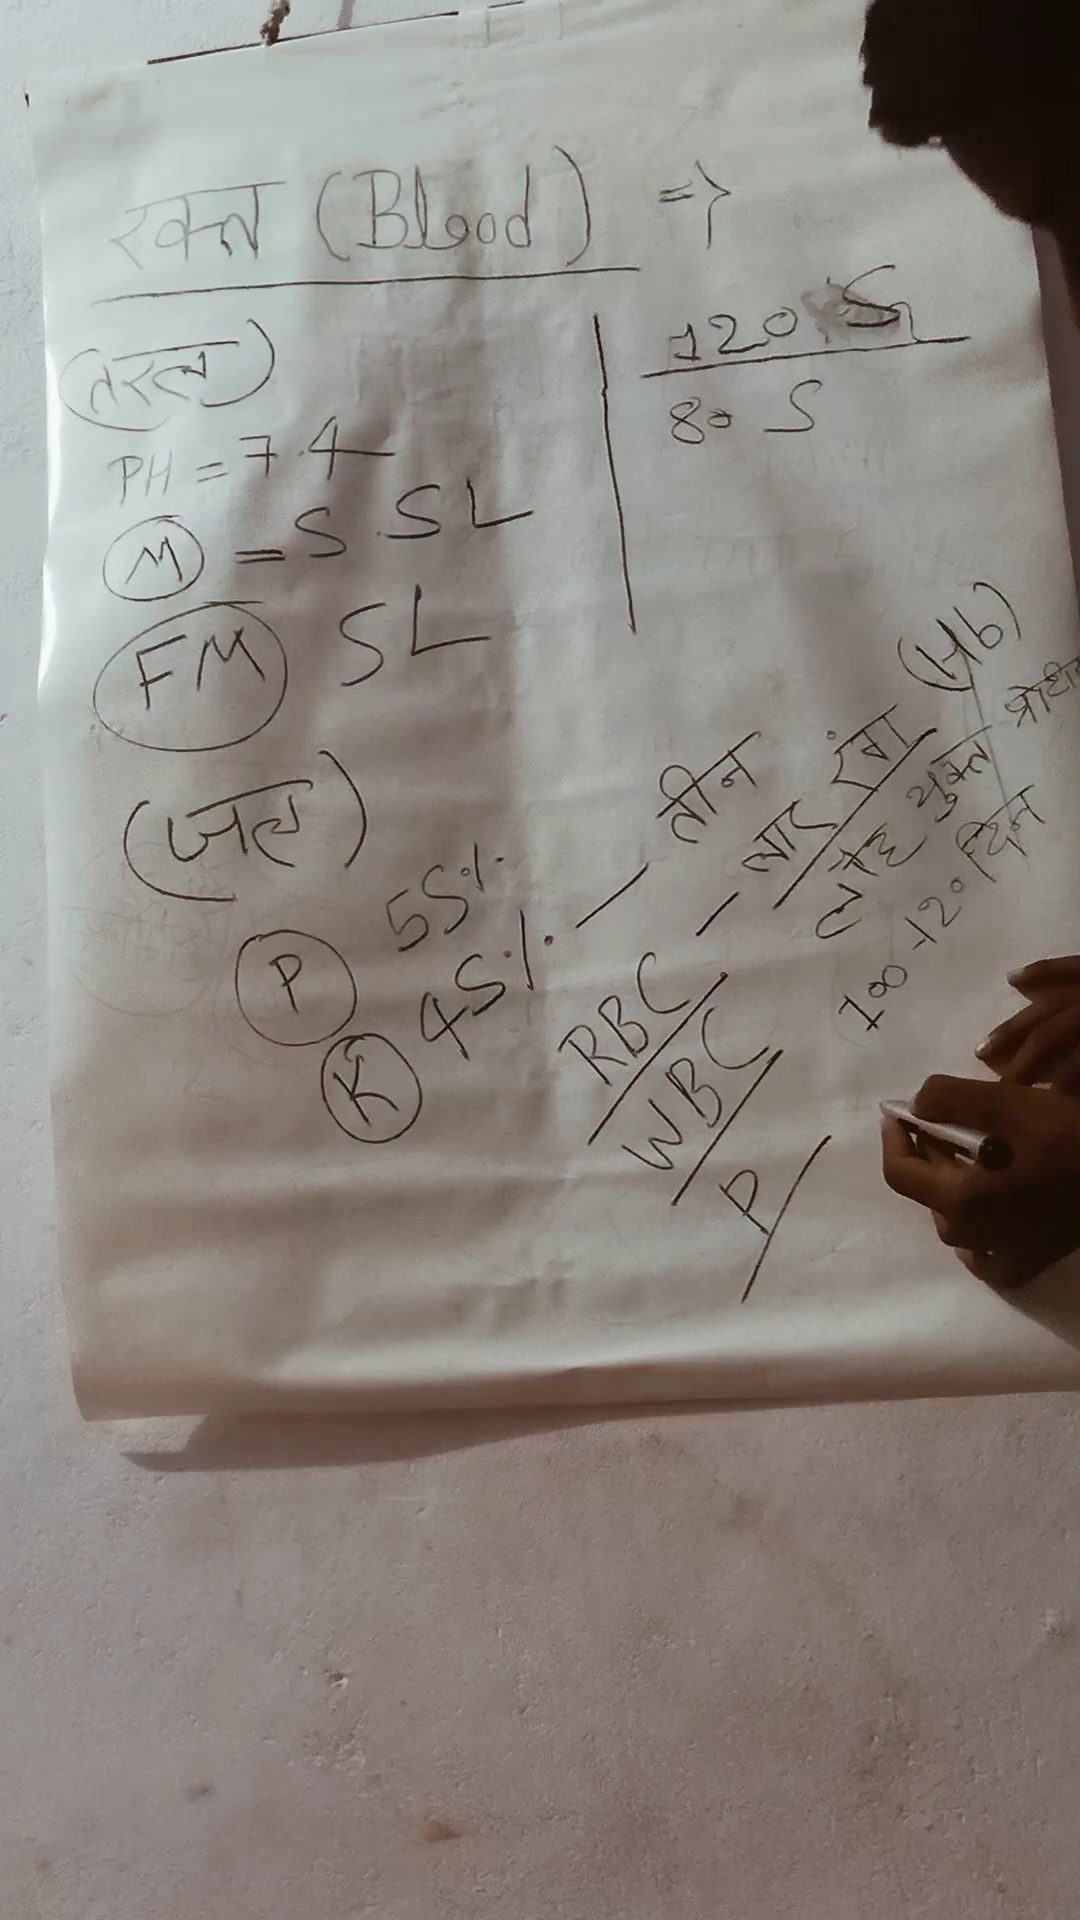 रक्त (Blood) =>
(तरल)
PH = 7.4
M = 5.5L
FM 5L
(जल)
P 55%
K 45% — तीन
120 S
80 S
RBC — लाल रंग (Hb)
लौह युक्त प्रोटीन
100-120 दिन
WBC
P